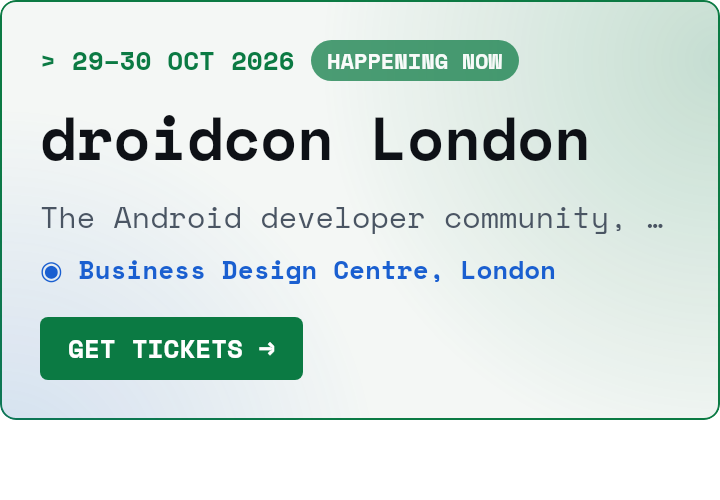 > 29–30 OCT 2026 HAPPENING NOW
droidcon London
The Android developer community, …
◉ Business Design Centre, London
GET TICKETS →